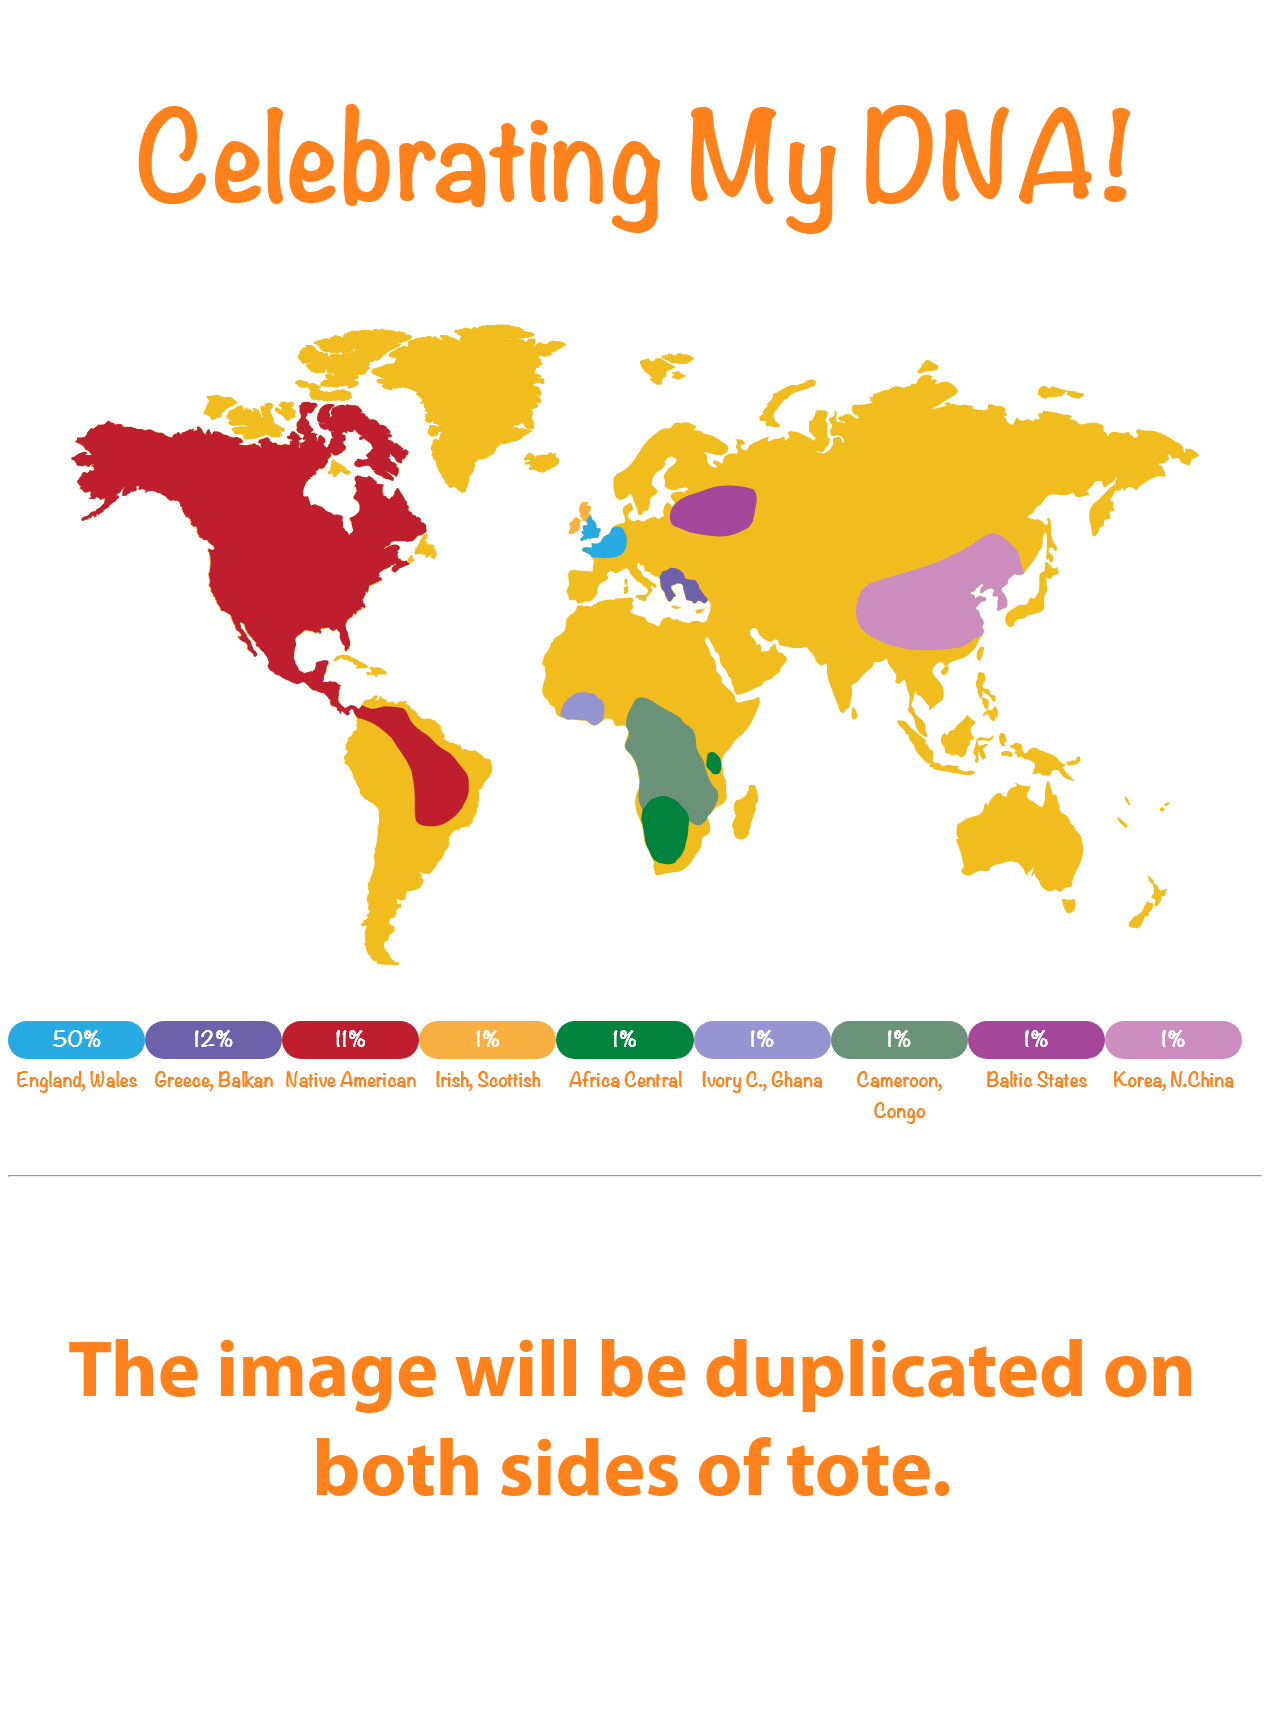 Celebrating My DNA!
50% 12% 11% 1% 1% 1% 1% 1% 1%
England, Wales Greece, Balkan Native American Irish, Scottish Africa Central Ivory C., Ghana Cameroon, Baltic States Korea, N.China
Congo
The image will be duplicated on
both sides of tote.